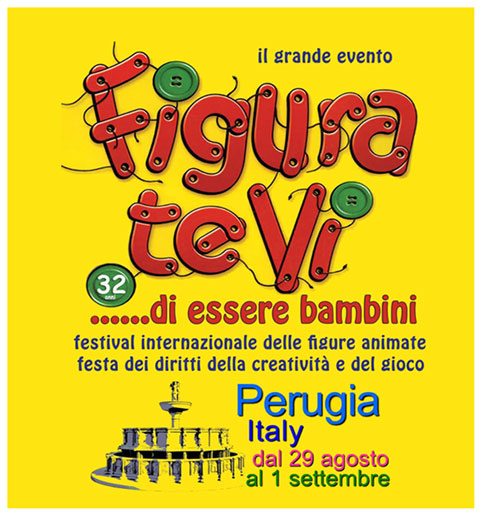 il grande evento
Figura
te Vi
32
anni
......di essere bambini
festival internazionale delle figure animate
festa dei diritti della creatività e del gioco
Perugia
Italy
dal 29 agosto
al 1 settembre